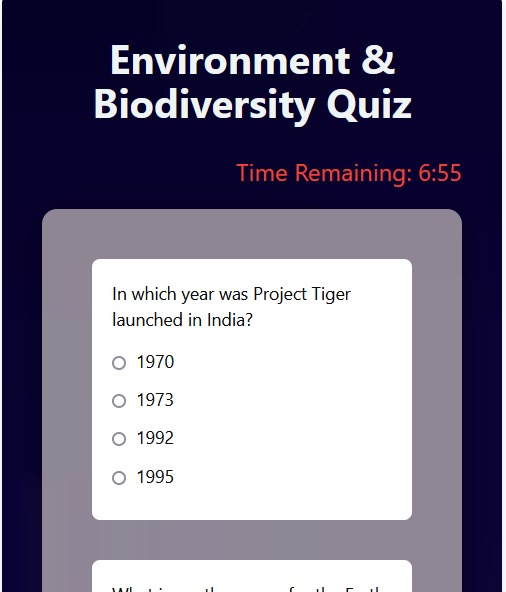 Environment &
Biodiversity Quiz
Time Remaining: 6:55
In which year was Project Tiger
launched in India?
1970
1973
1992
1995